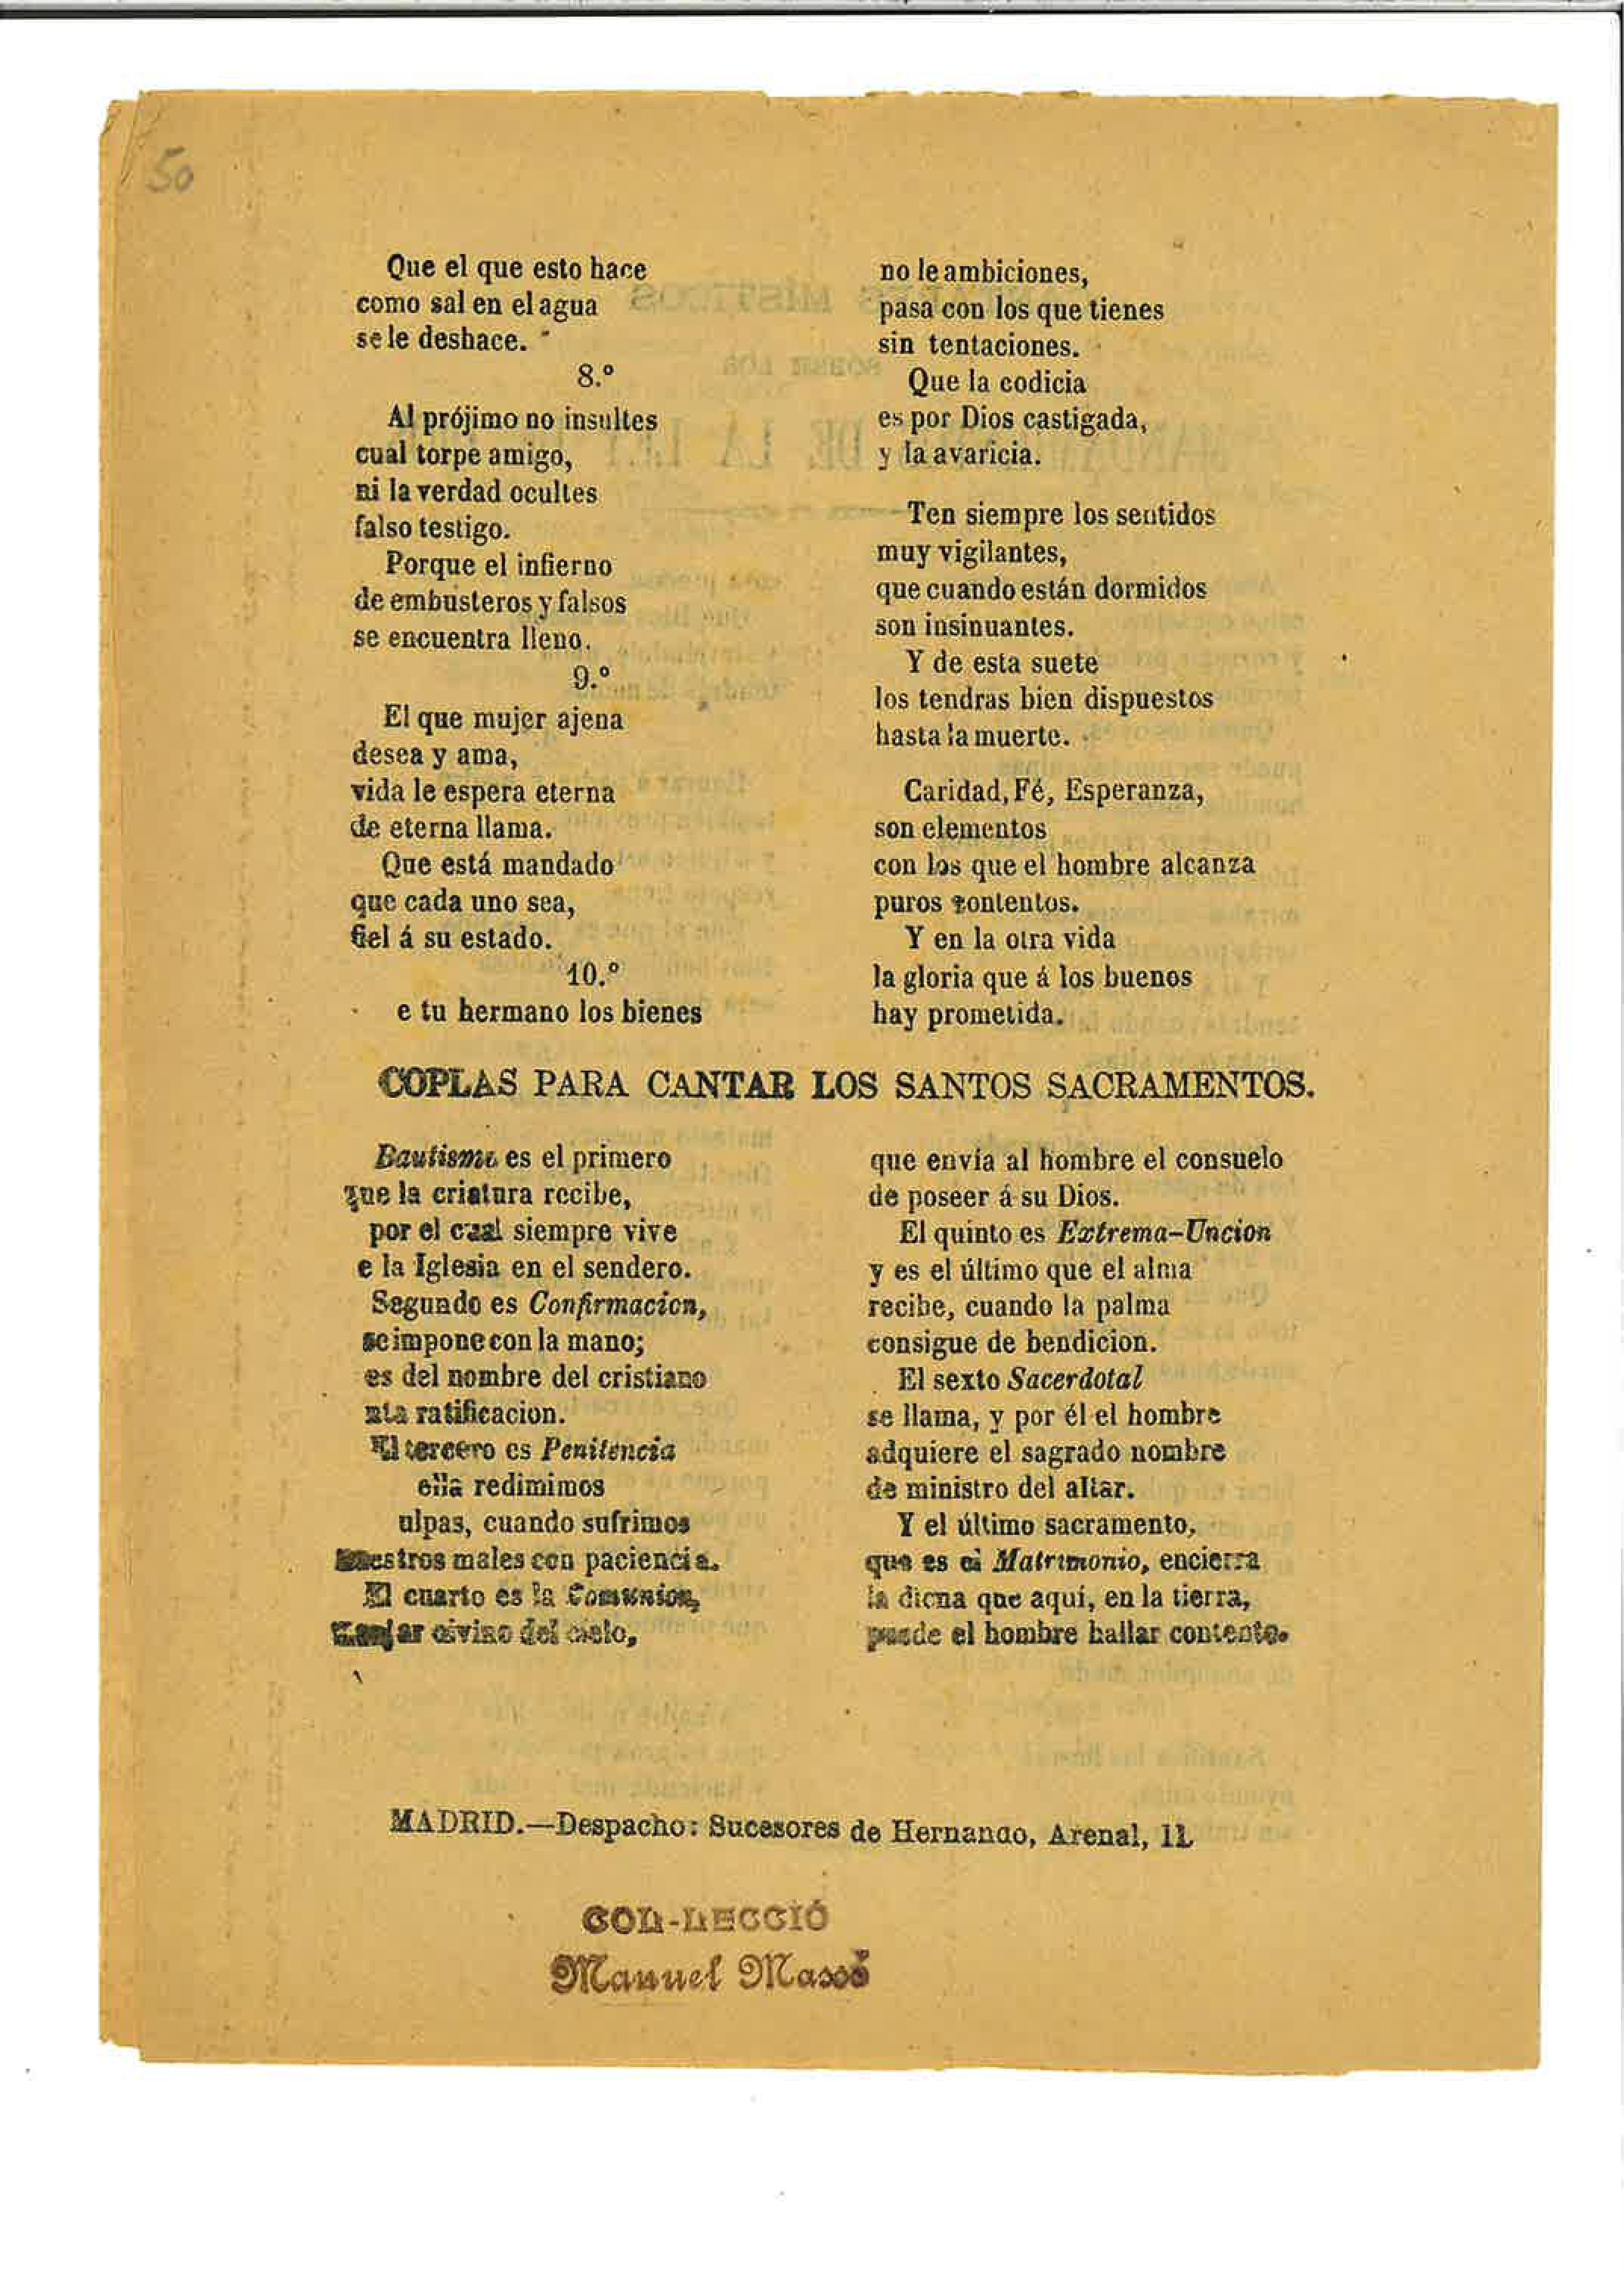 50
Que el que esto hace
como sal en el agua
se le deshace.
8.º
Al prójimo no insultes
cual torpe amigo,
ni la verdad ocultes
falso testigo.
Porque el infierno
de embusteros y falsos
se encuentra lleno.
9.º
El que mujer ajena
desea y ama,
vida le espera eterna
de eterna llama.
Que está mandado
que cada uno sea,
fiel á su estado.
10.º
e tu hermano los bienes
no le ambiciones,
pasa con los que tienes
sin tentaciones.
Que la codicia
es por Dios castigada,
y la avaricia.
Ten siempre los sentidos
muy vigilantes,
que cuando están dormidos
son insinuantes.
Y de esta suete
los tendras bien dispuestos
hasta la muerte.
Caridad, Fé, Esperanza,
son elementos
con los que el hombre alcanza
puros contentos.
Y en la otra vida
la gloria que á los buenos
hay prometida.
COPLAS PARA CANTAR LOS SANTOS SACRAMENTOS.
Bautismo es el primero
que la criatura recibe,
por el cual siempre vive
e la Iglesia en el sendero.
Segundo es Confirmacion,
se impone con la mano;
es del nombre del cristiano
ratificacion.
El tercero es Penitencia
ella redimimos
ulpas, cuando sufrimos
nuestros males con paciencia.
El cuarto es la Comunion,
Manjar divino del cielo,
que envía al hombre el consuelo
de poseer á su Dios.
El quinto es Extrema-Uncion
y es el último que el alma
recibe, cuando la palma
consigue de bendicion.
El sexto Sacerdotal
se llama, y por él el hombre
adquiere el sagrado nombre
de ministro del altar.
Y el último sacramento,
que es el Matrimonio, encierra
la dicha que aquí, en la tierra,
puede el hombre hallar contento.
MADRID.—Despacho: Sucesores de Hernando, Arenal, 11
COL-LECCIÓ
Manuel Massó